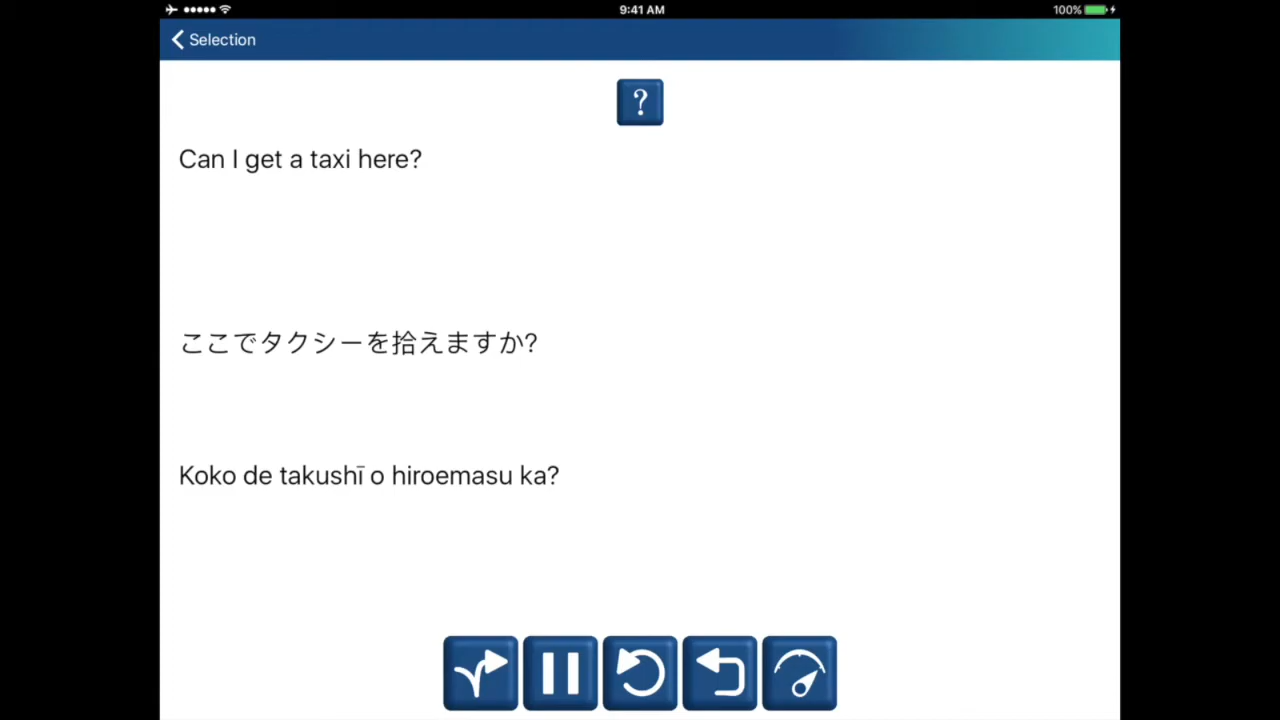 9:41 AM
100%
Selection
?
Can I get a taxi here?
ここでタクシーを拾えますか?
Koko de takushī o hiroemasu ka?